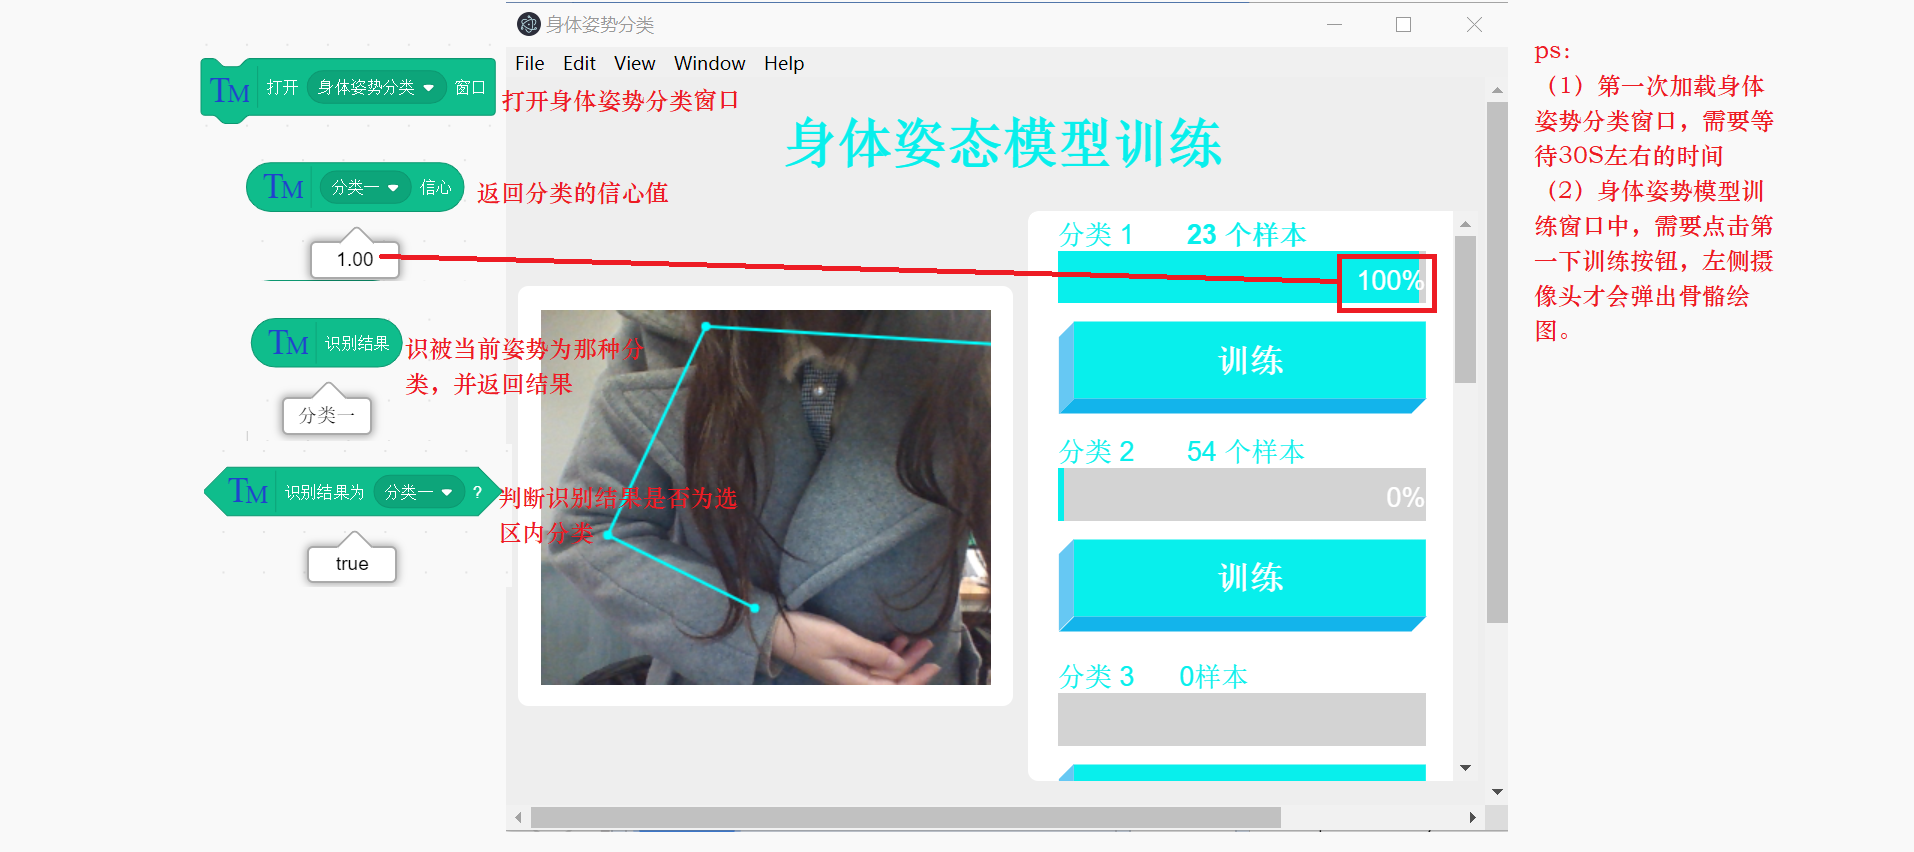 TM 打开 身体姿势分类 窗口
打开身体姿势分类窗口
TM 分类一 信心
返回分类的信心值
1.00
TM 识别结果
识被当前姿势为那种分
类，并返回结果
分类一
TM 识别结果为 分类一 ?
判断识别结果是否为选
区内分类
true
身体姿势分类
File Edit View Window Help
身体姿态模型训练
分类 1 23 个样本
100%
训练
分类 2 54 个样本
0%
训练
分类 3 0样本
ps:
（1）第一次加载身体
姿势分类窗口，需要等
待30S左右的时间
（2）身体姿势模型训
练窗口中，需要点击第
一下训练按钮，左侧摄
像头才会弹出骨骼绘
图。